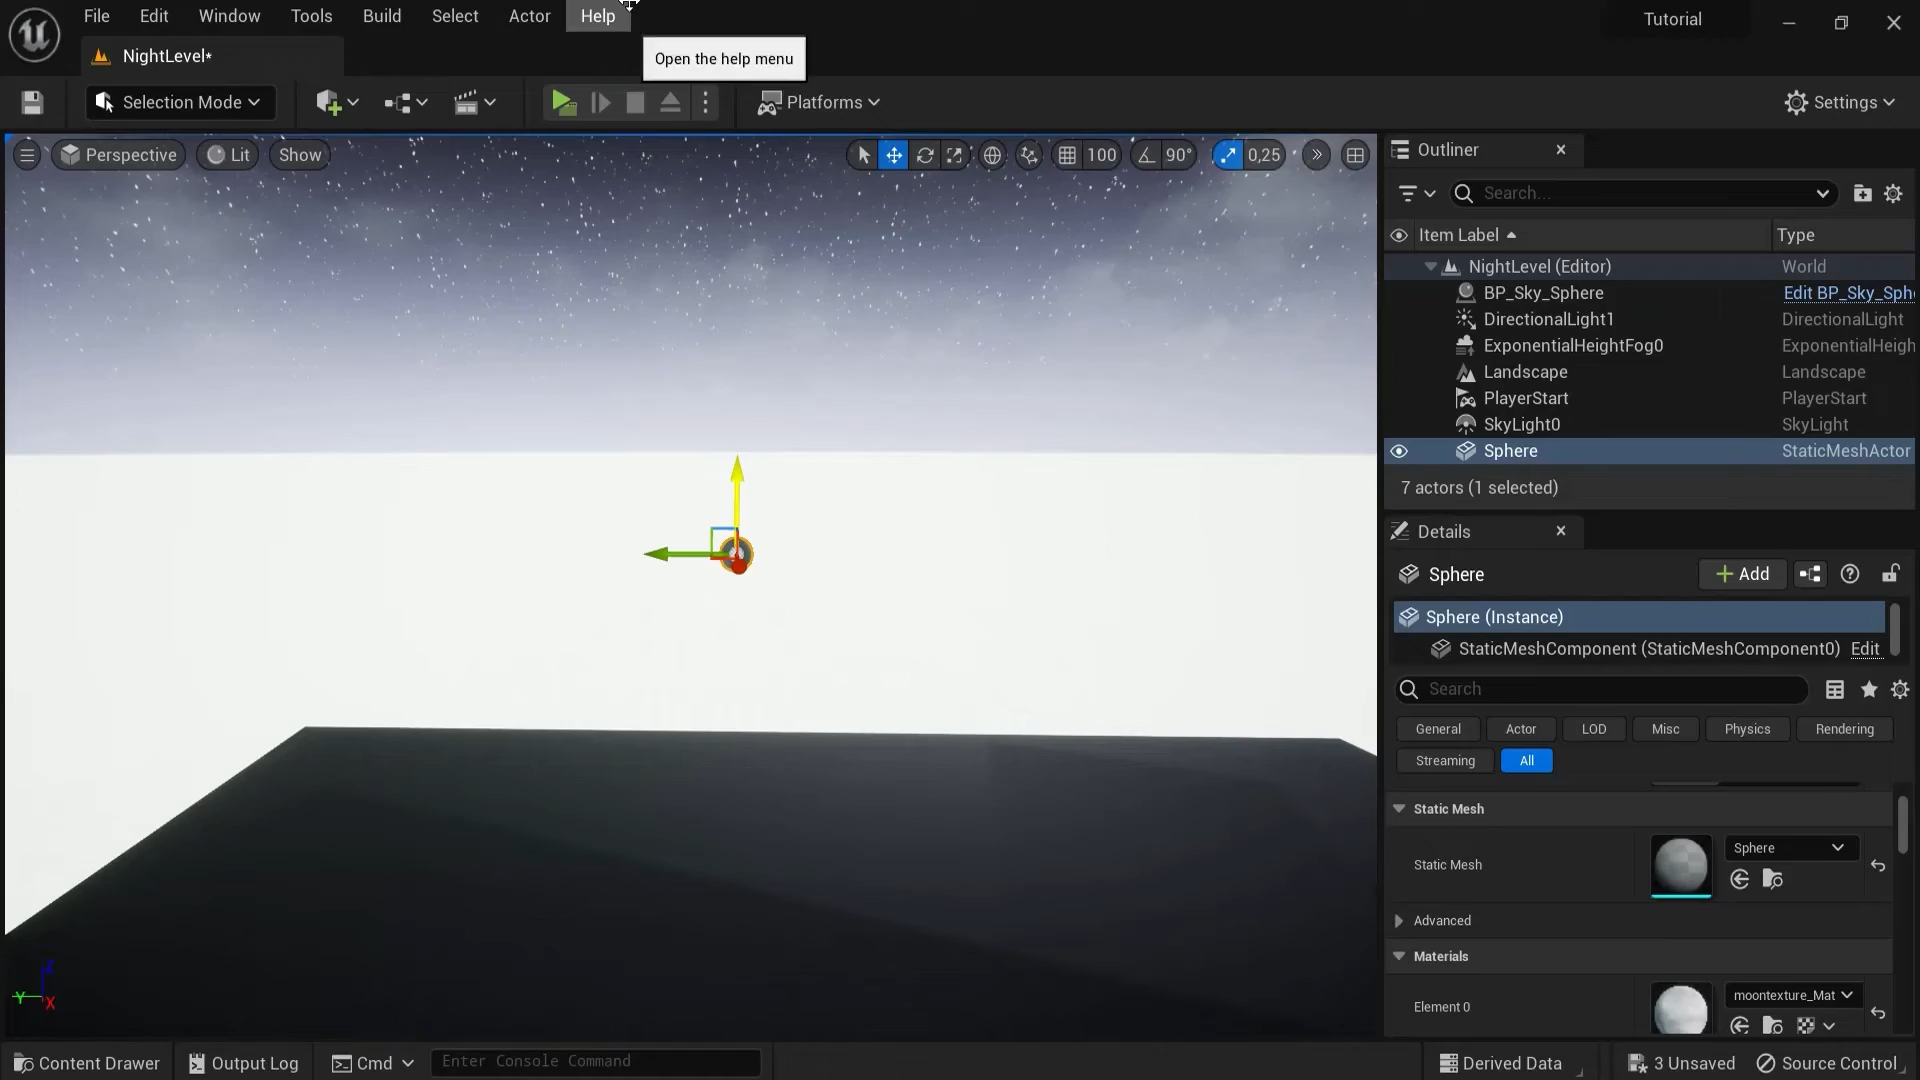 File Edit Window Tools Build Select Actor Help
Tutorial
NightLevel*
Open the help menu
Selection Mode
Platforms
Settings
Perspective Lit Show
100 90° 0,25
Outliner
Search...
Item Label Type
NightLevel (Editor) World
BP_Sky_Sphere Edit BP_Sky_Sph
DirectionalLight1 DirectionalLight
ExponentialHeightFog0 ExponentialHeigh
Landscape Landscape
PlayerStart PlayerStart
SkyLight0 SkyLight
Sphere StaticMeshActor
7 actors (1 selected)
Details
Sphere Add
Sphere (Instance)
StaticMeshComponent (StaticMeshComponent0) Edit
Search
General Actor LOD Misc Physics Rendering
Streaming All
Static Mesh
Static Mesh Sphere
Advanced
Materials
Element 0 moontexture_Mat
Z
Y X
Content Drawer Output Log Cmd Enter Console Command Derived Data 3 Unsaved Source Control